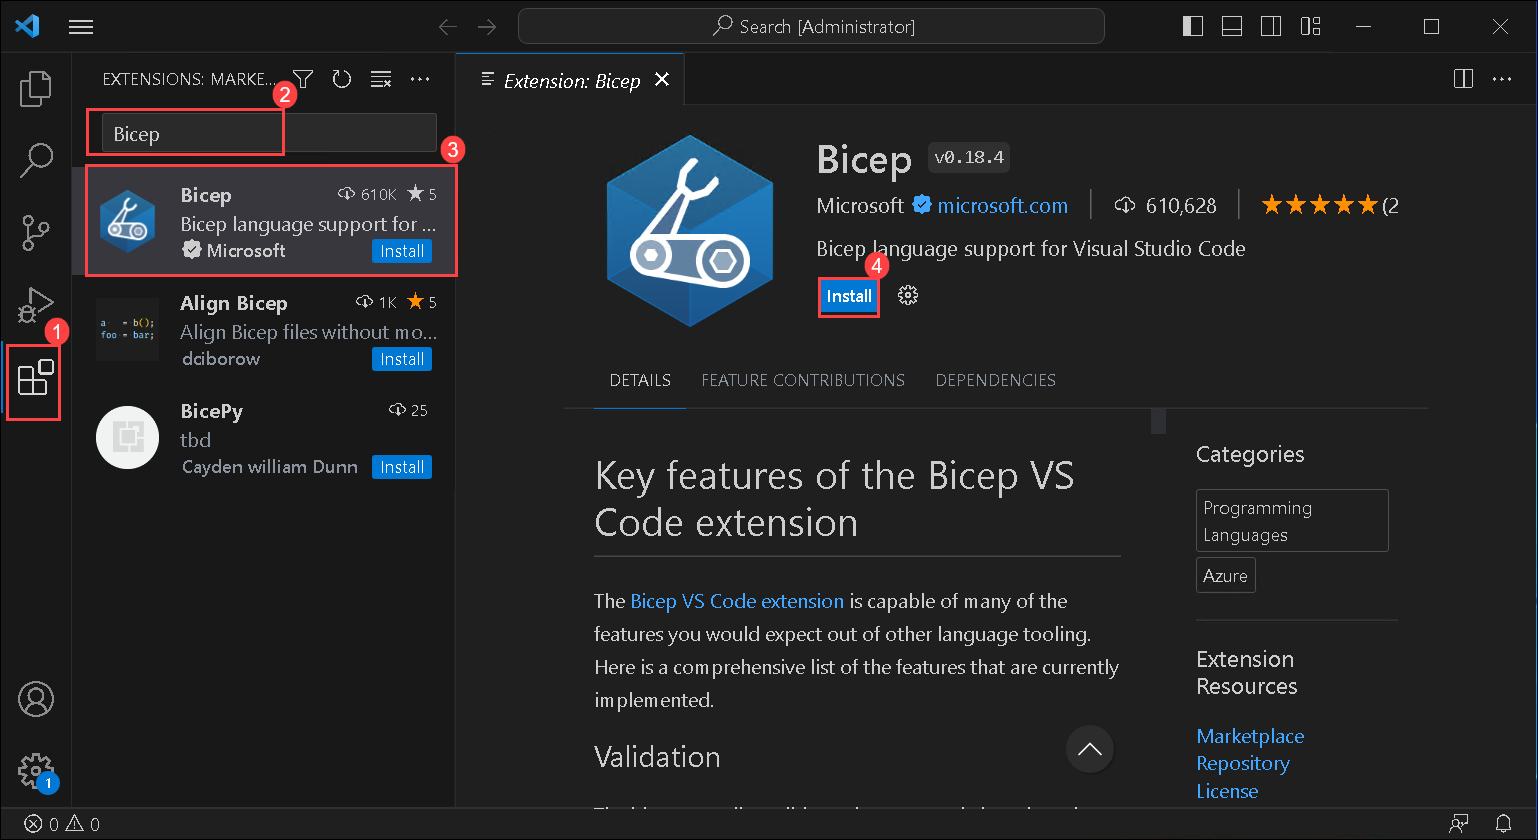 Search [Administrator]
EXTENSIONS: MARKE...
2
Bicep
3
Bicep 610K 5
Bicep language support for ...
Microsoft Install
a = b();
foo = bar;
Align Bicep 1K 5
Align Bicep files without mo...
dciborow Install
1
BicePy 25
tbd
Cayden william Dunn Install
1
0 0
Extension: Bicep
Bicep v0.18.4
Microsoft microsoft.com 610,628 (2
Bicep language support for Visual Studio Code
4
Install
DETAILS FEATURE CONTRIBUTIONS DEPENDENCIES
Key features of the Bicep VS
Code extension
The Bicep VS Code extension is capable of many of the
features you would expect out of other language tooling.
Here is a comprehensive list of the features that are currently
implemented.
Validation
Categories
Programming
Languages
Azure
Extension
Resources
Marketplace
Repository
License